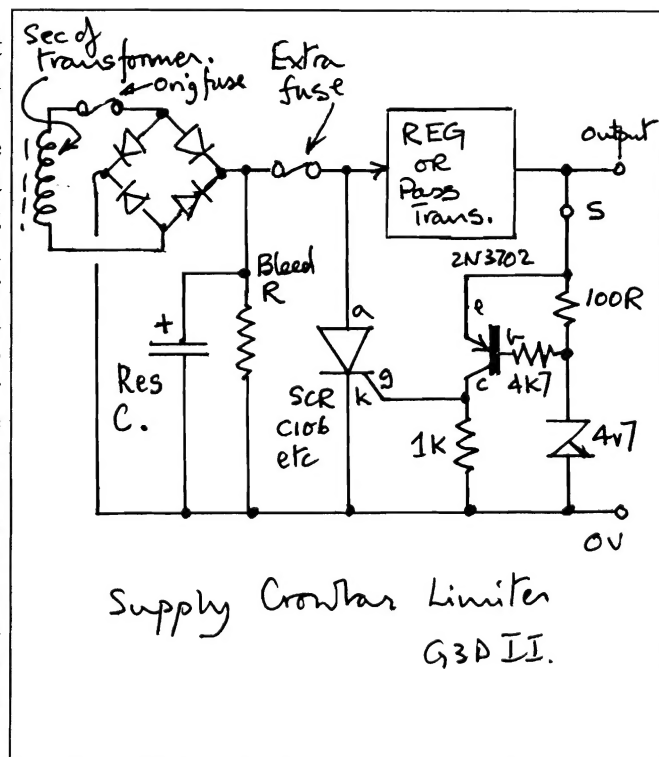 Sec of
transformer.
Orig fuse
Extra
fuse
REG
OR
Pass
Trans.
Output
S
2N3702
Bleed
R
+
Res
C.
a
g
k
SCR
C106
etc
e
b
c
4K7
100R
1K
4v7
0V
Supply Crowbar Limiter
G3DII.